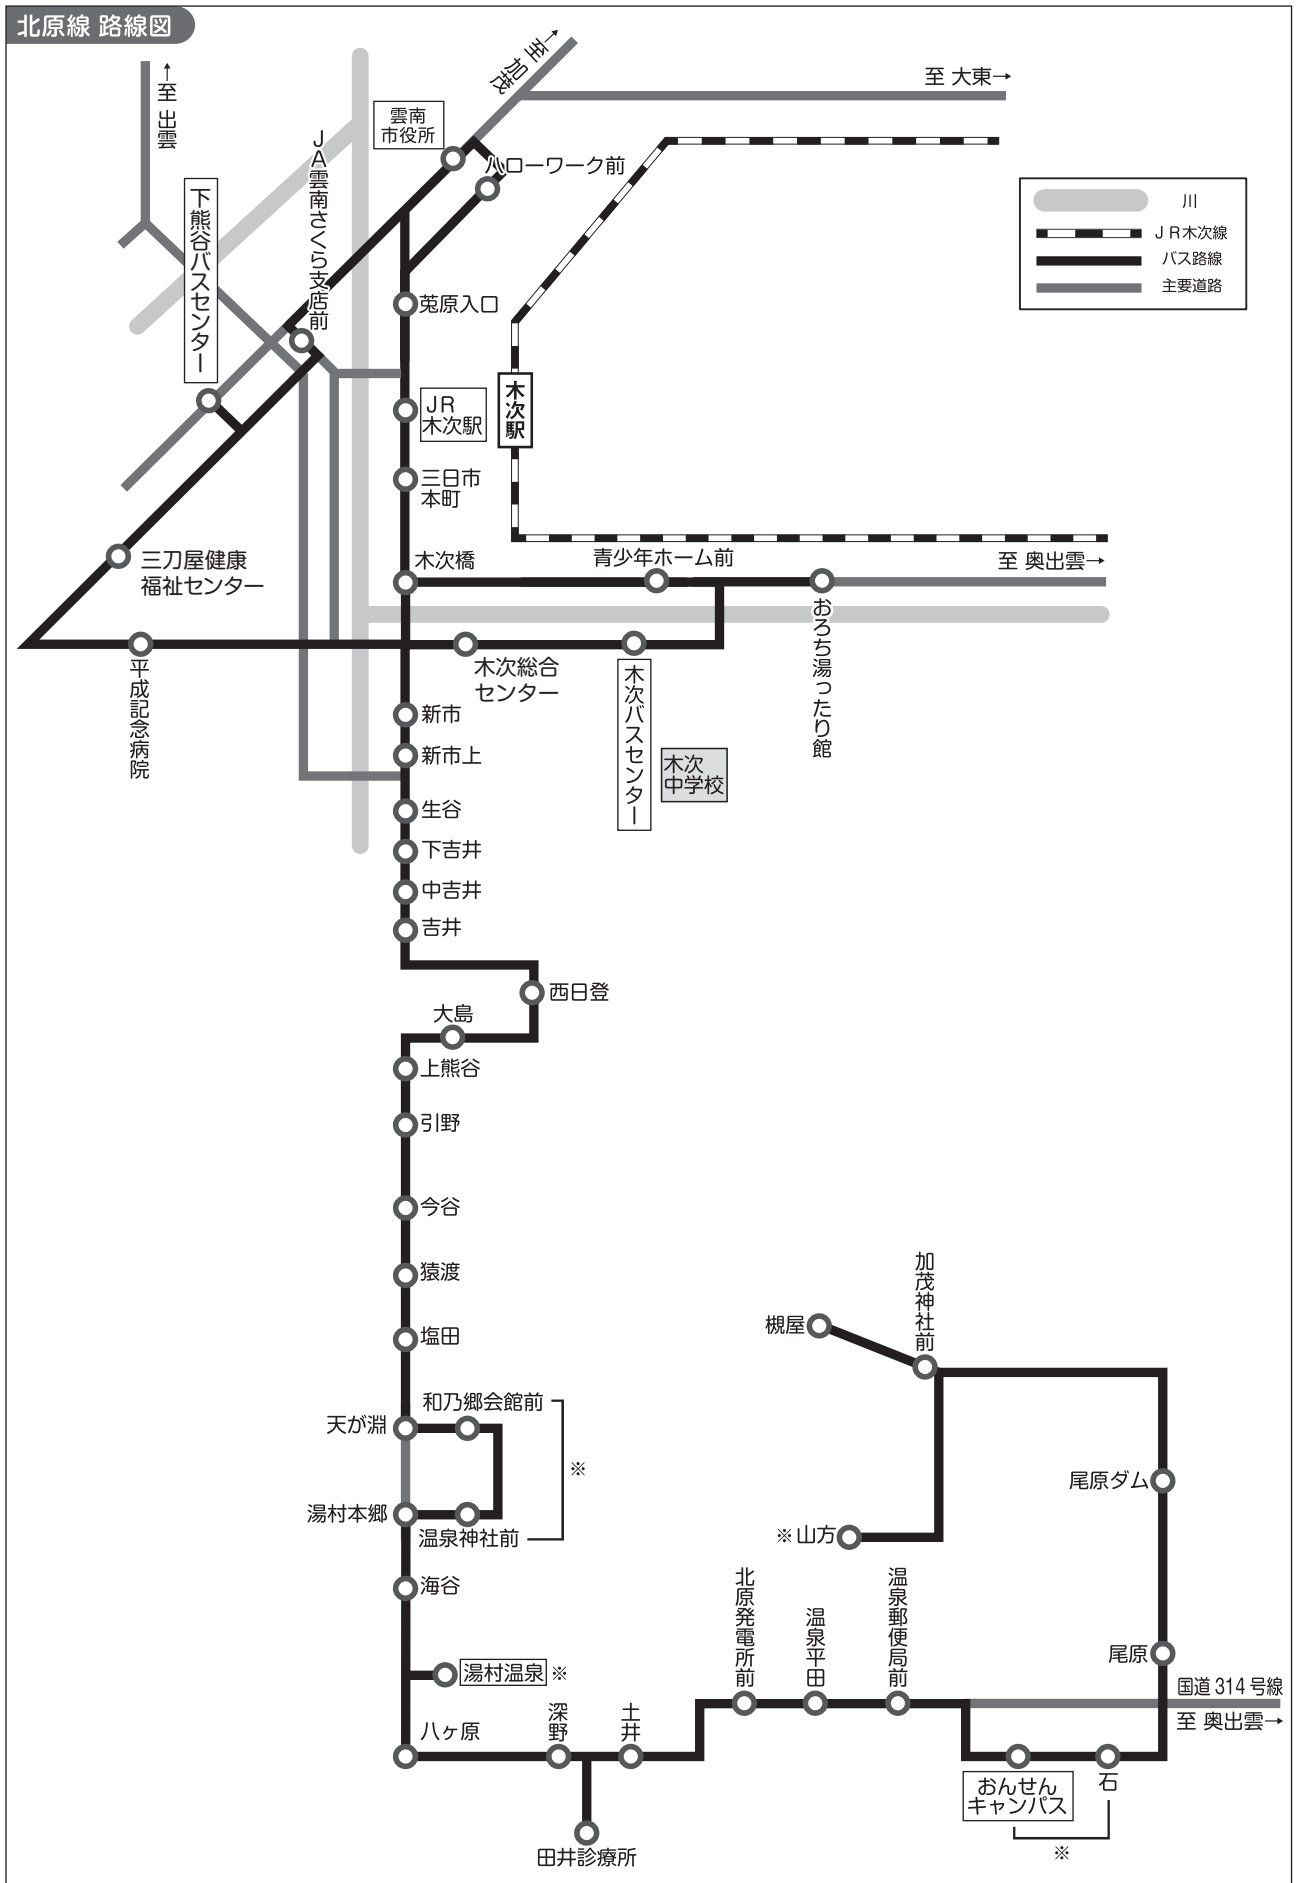 北原線 路線図
↑至 出雲
至 加茂→
至 大東→
雲南
市役所
ハローワーク前
ＪＡ雲南さくら支店前
下熊谷バスセンター
川
ＪＲ木次線
バス路線
主要道路
莵原入口
木次駅
ＪＲ
木次駅
三日市
本町
三刀屋健康
福祉センター
木次橋
青少年ホーム前
至 奥出雲→
おろち湯ったり館
平成記念病院
木次総合
センター
木次バスセンター
木次
中学校
新市
新市上
生谷
下吉井
中吉井
吉井
西日登
大島
上熊谷
引野
今谷
猿渡
塩田
和乃郷会館前
天が淵
※
湯村本郷
温泉神社前
海谷
湯村温泉 ※
八ヶ原
深野
土井
田井診療所
北原発電所前
温泉平田
温泉郵便局前
槻屋
加茂神社前
※山方
尾原ダム
尾原
国道 314 号線
至 奥出雲→
おんせん
キャンパス
石
※